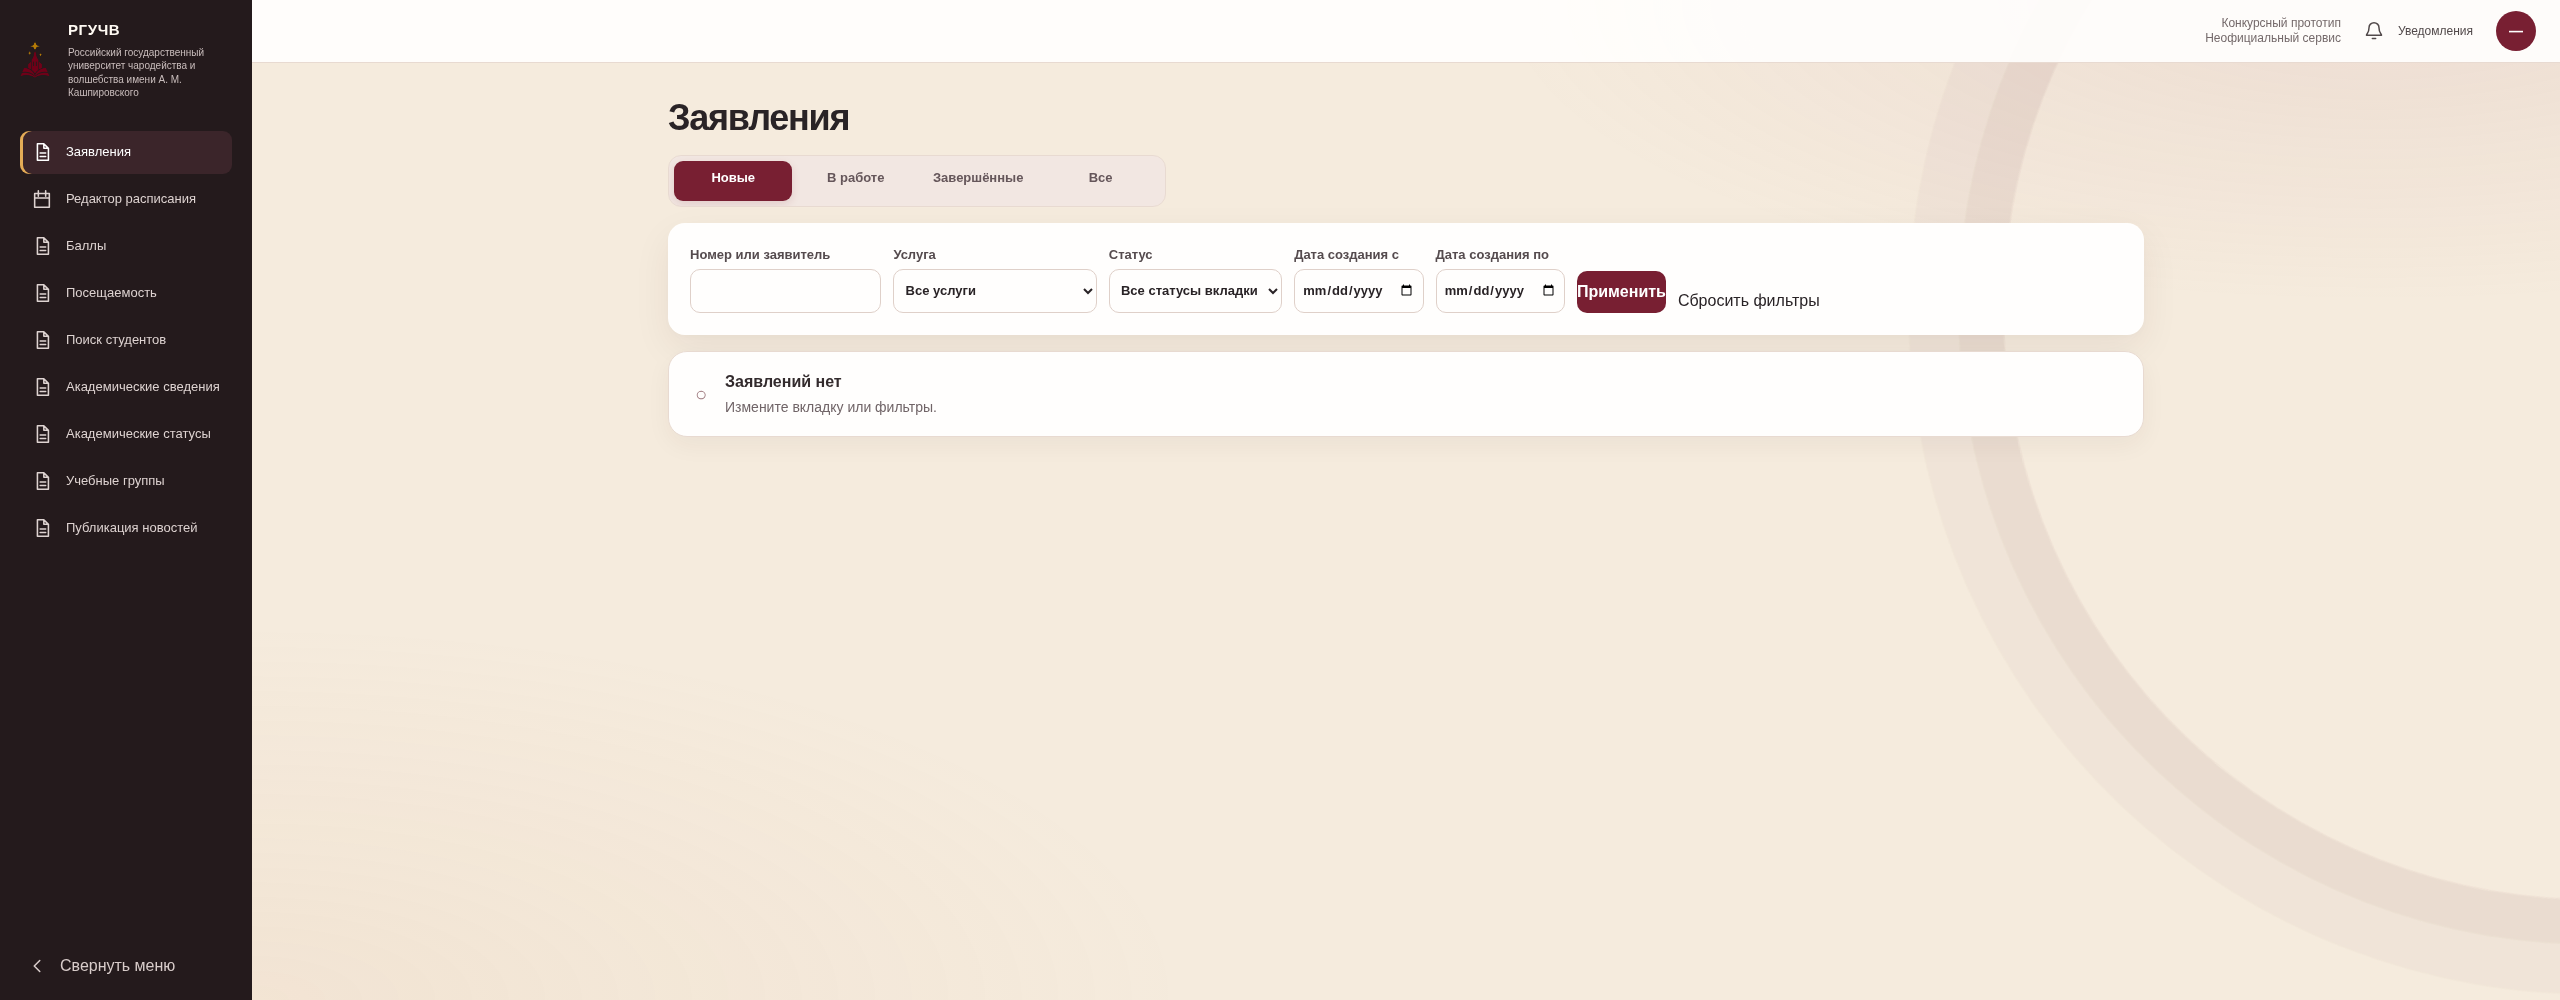 РГУЧВ
Российский государственный
университет чародейства и
волшебства имени А. М.
Кашпировского
Заявления
Редактор расписания
Баллы
Посещаемость
Поиск студентов
Академические сведения
Академические статусы
Учебные группы
Публикация новостей
Свернуть меню
Конкурсный прототип
Неофициальный сервис
Уведомления
—
Заявления
Новые
В работе
Завершённые
Все
Номер или заявитель
Услуга
Статус
Дата создания с
Дата создания по
Все услуги
Все статусы вкладки
mm/dd/yyyy
mm/dd/yyyy
Применить
Сбросить фильтры
Заявлений нет
Измените вкладку или фильтры.